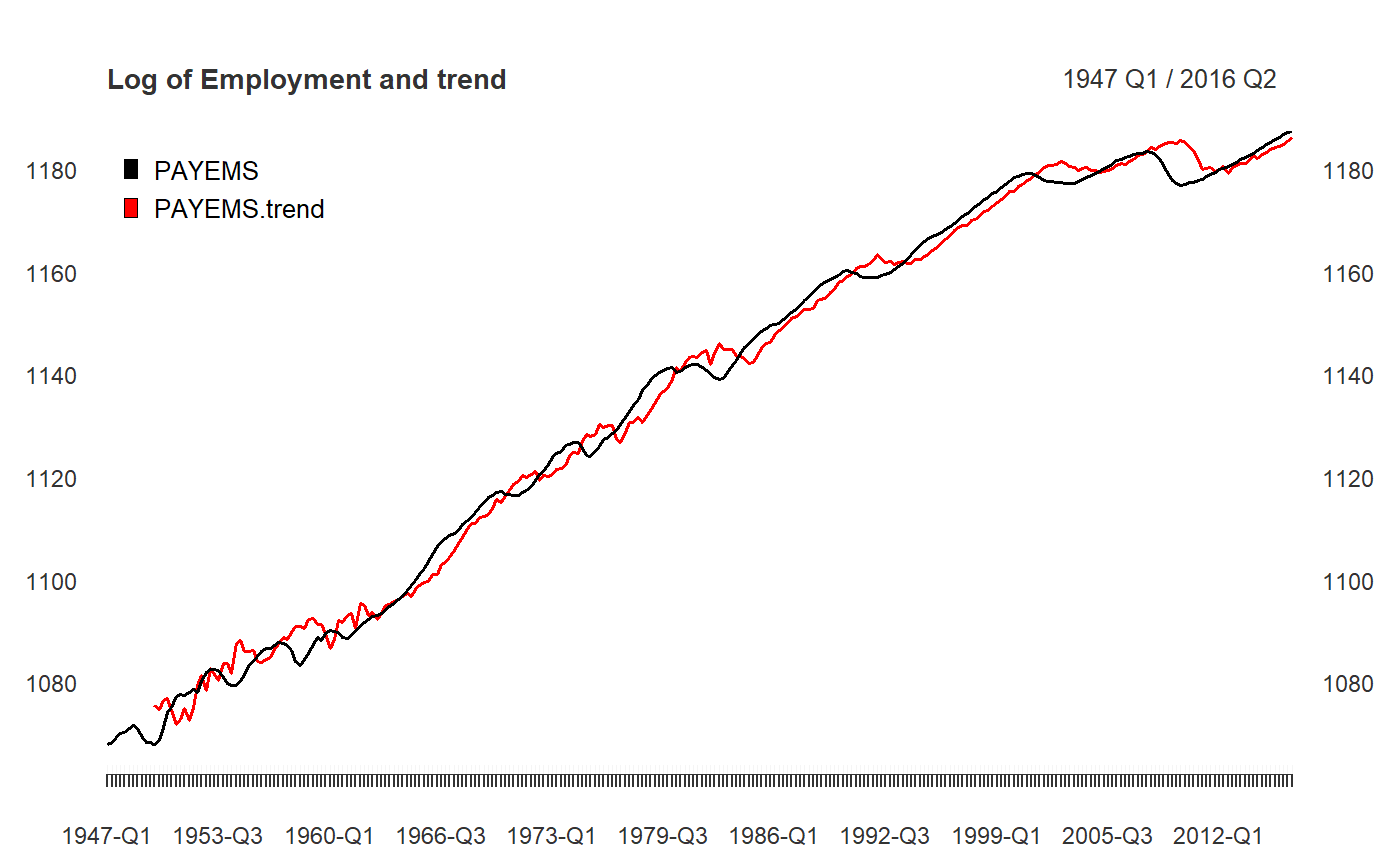 Log of Employment and trend 1947 Q1 / 2016 Q2
PAYEMS
PAYEMS.trend
1180 1180
1160 1160
1140 1140
1120 1120
1100 1100
1080 1080
1947-Q1 1953-Q3 1960-Q1 1966-Q3 1973-Q1 1979-Q3 1986-Q1 1992-Q3 1999-Q1 2005-Q3 2012-Q1